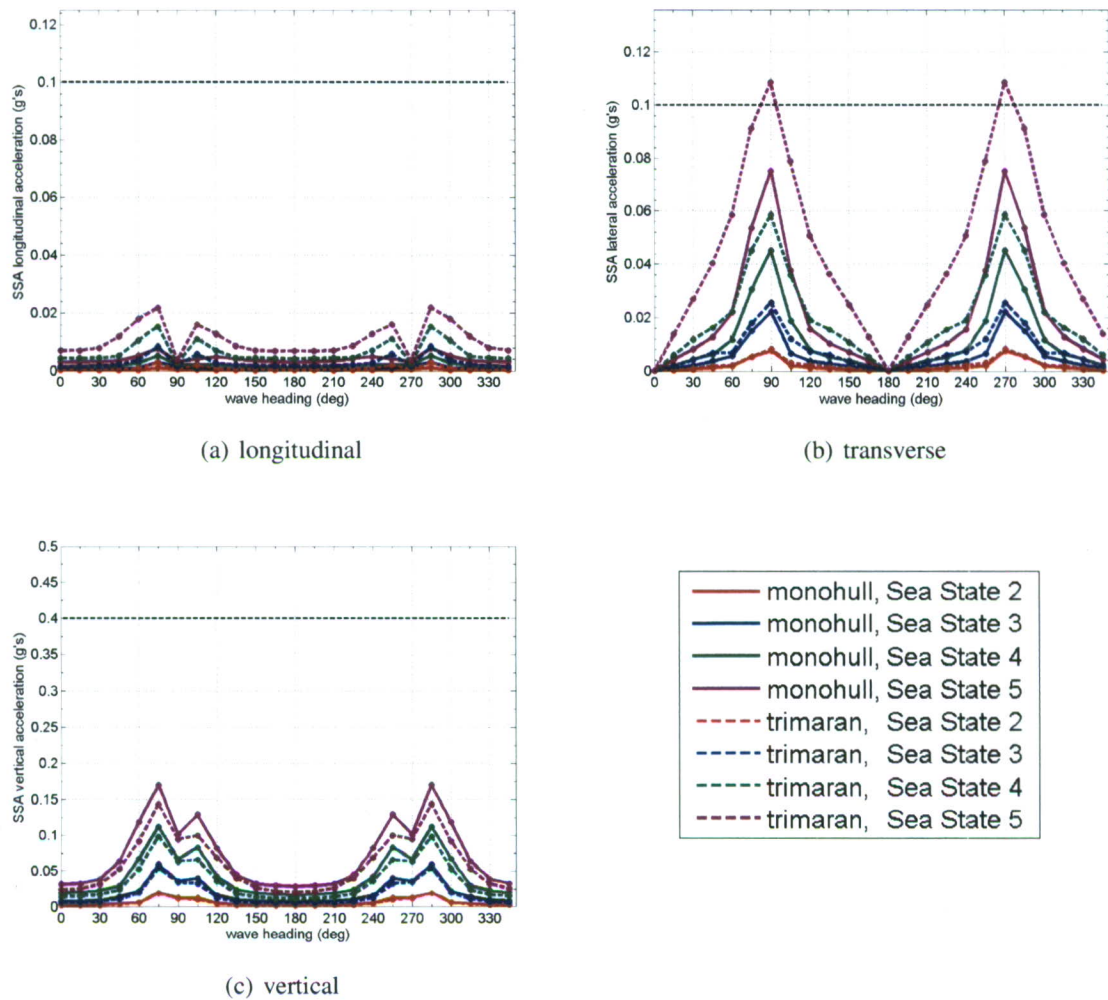 0.12
0.1
0.08
0.06
0.04
0.02
0
SSA longitudinal acceleration (g's)
0 30 60 90 120 150 180 210 240 270 300 330
wave heading (deg)
(a) longitudinal
0.12
0.1
0.08
0.06
0.04
0.02
0
SSA lateral acceleration (g's)
0 30 60 90 120 150 180 210 240 270 300 330
wave heading (deg)
(b) transverse
0.5
0.45
0.4
0.35
0.3
0.25
0.2
0.15
0.1
0.05
0
SSA vertical acceleration (g's)
0 30 60 90 120 150 180 210 240 270 300 330
wave heading (deg)
(c) vertical
monohull, Sea State 2
monohull, Sea State 3
monohull, Sea State 4
monohull, Sea State 5
trimaran, Sea State 2
trimaran, Sea State 3
trimaran, Sea State 4
trimaran, Sea State 5